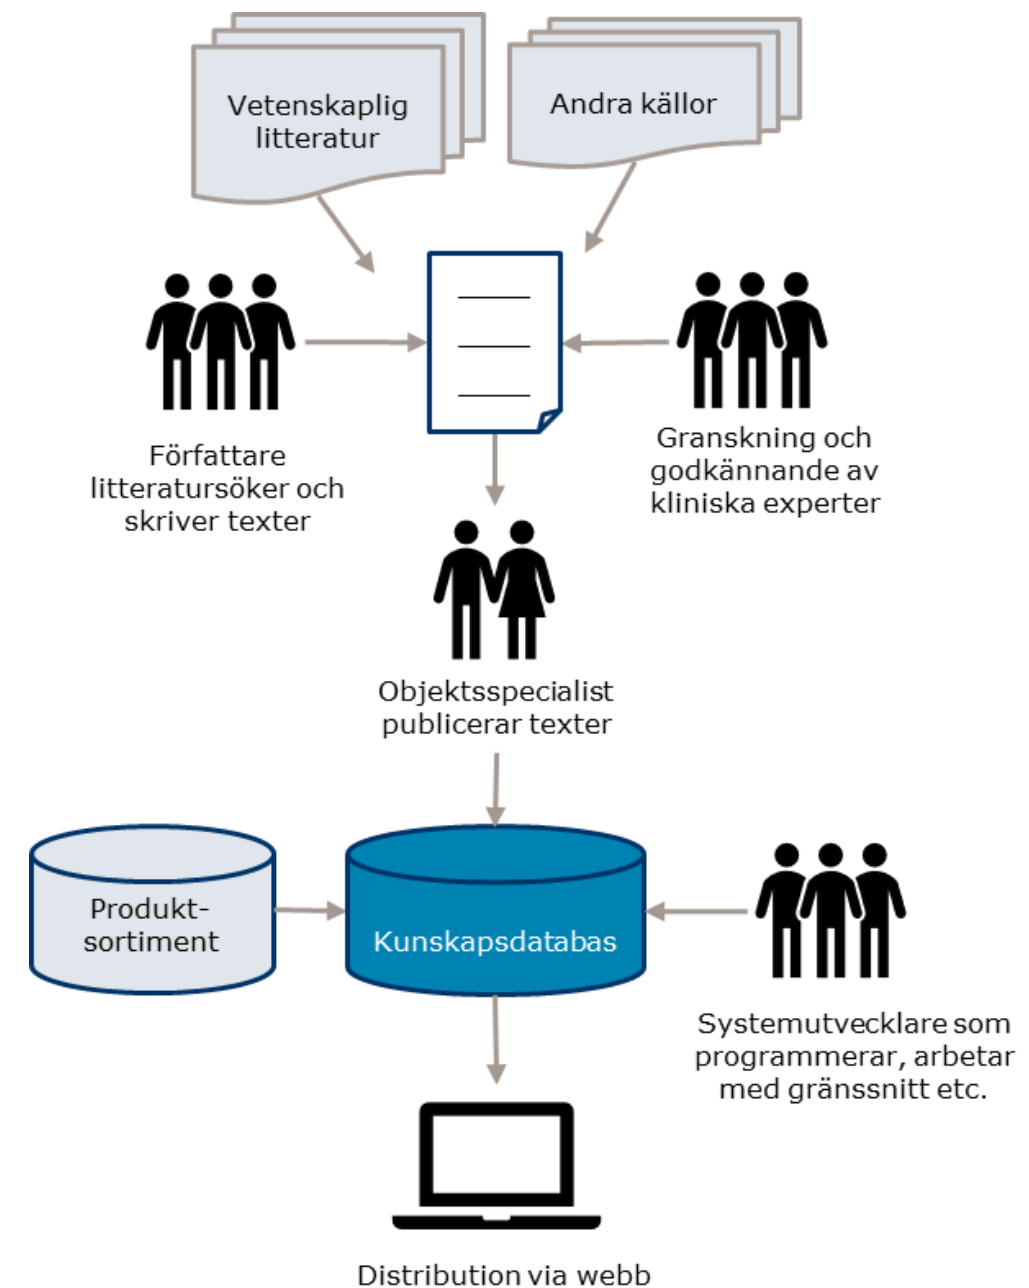 Vetenskaplig
litteratur
Andra källor
Författare
litteratursöker och
skriver texter
Granskning och
godkännande av
kliniska experter
Objektsspecialist
publicerar texter
Produkt-
sortiment
Kunskapsdatabas
Systemutvecklare som
programmerar, arbetar
med gränssnitt etc.
Distribution via webb